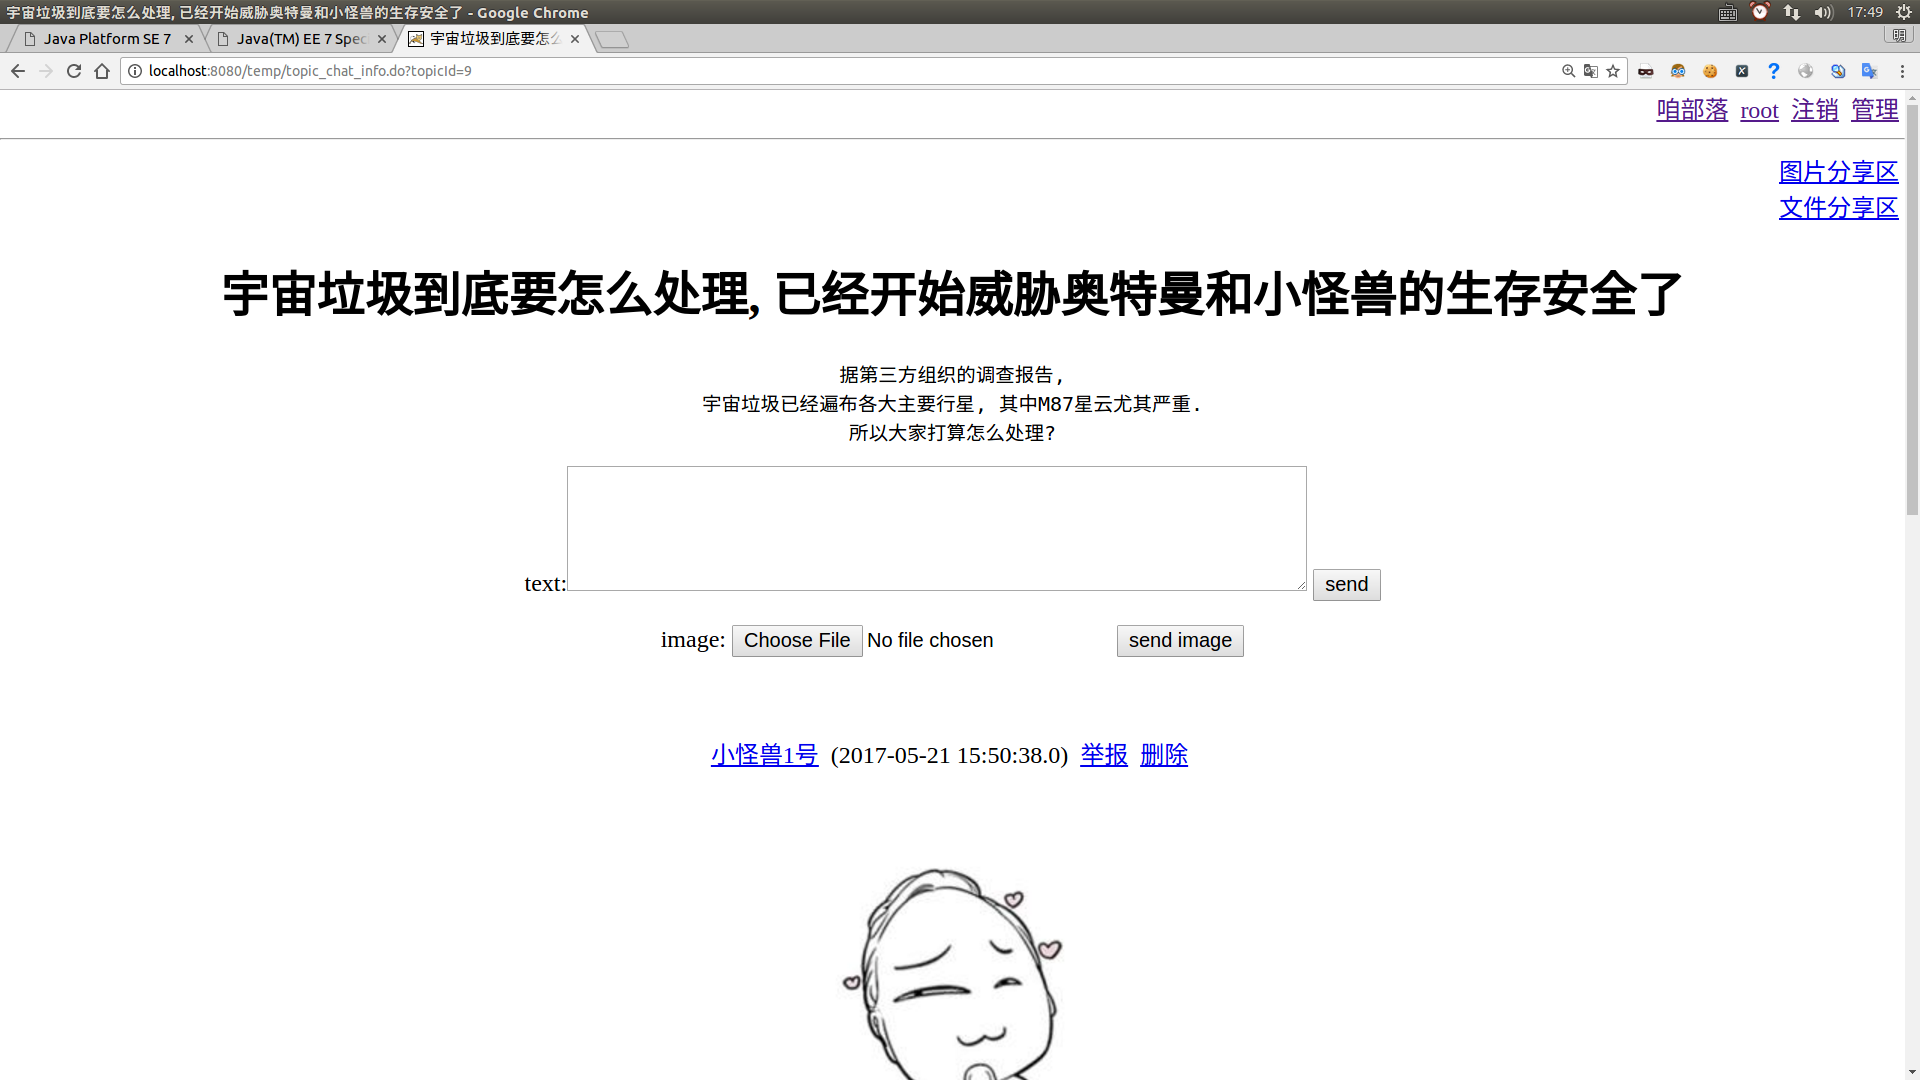 宇宙垃圾到底要怎么处理, 已经开始威胁奥特曼和小怪兽的生存安全了 - Google Chrome
17:49
Java Platform SE 7
Java(TM) EE 7 Spec
宇宙垃圾到底要怎么
localhost:8080/temp/topic_chat_info.do?topicId=9
咱部落 root 注销 管理
图片分享区
文件分享区
宇宙垃圾到底要怎么处理, 已经开始威胁奥特曼和小怪兽的生存安全了
据第三方组织的调查报告,
宇宙垃圾已经遍布各大主要行星, 其中M87星云尤其严重.
所以大家打算怎么处理?
text: send
image: Choose File No file chosen send image
小怪兽1号 (2017-05-21 15:50:38.0) 举报 删除